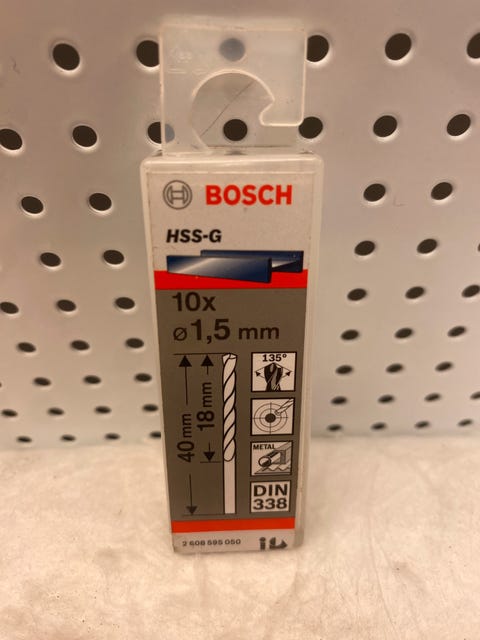 BOSCH
HSS-G
10x
ø1,5 mm
40 mm
18 mm
135°
METAL
DIN
338
2 608 595 050